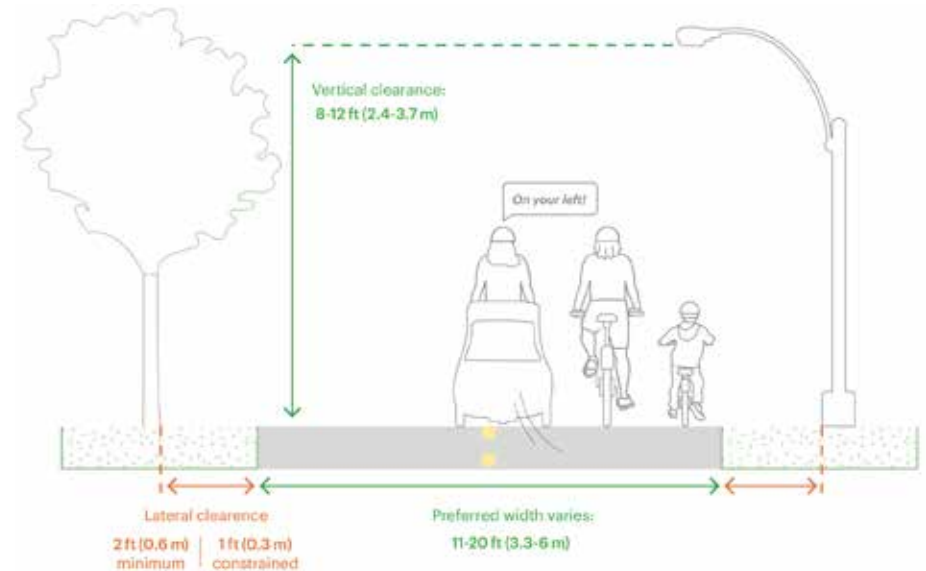 Vertical clearance:
8-12 ft (2.4-3.7 m)
On your left!
Lateral clearence
2 ft (0.6 m) | 1 ft (0.3 m)
minimum | constrained
Preferred width varies:
11-20 ft (3.3-6 m)